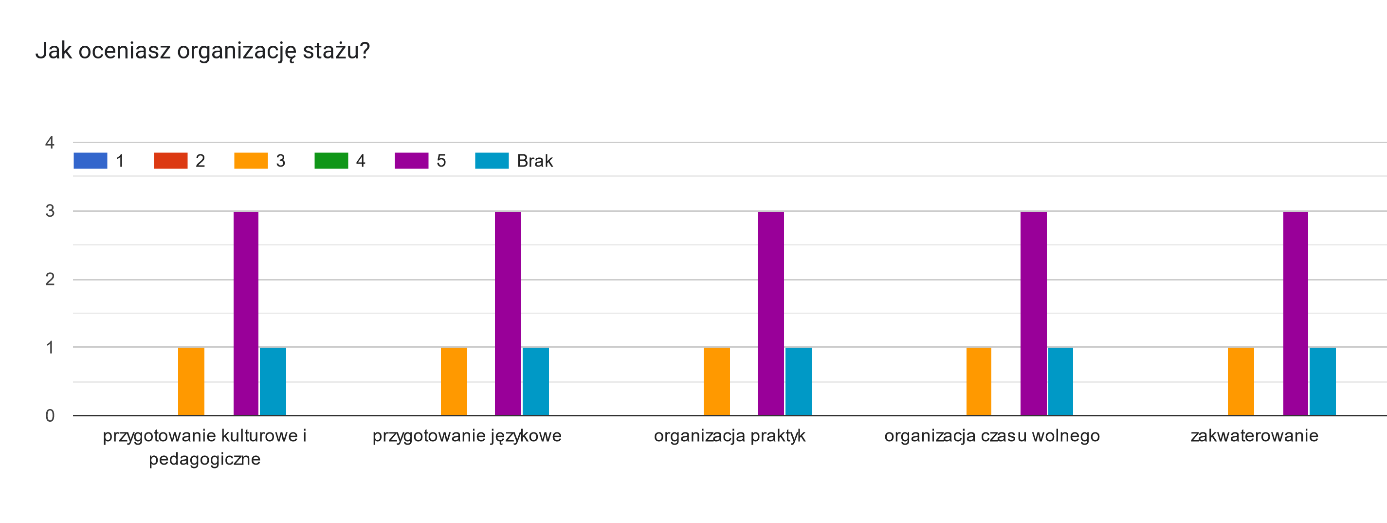 Jak oceniasz organizację stażu?
4
1 2 3 4 5 Brak
3
2
1
0
przygotowanie kulturowe i pedagogiczne
przygotowanie językowe
organizacja praktyk
organizacja czasu wolnego
zakwaterowanie